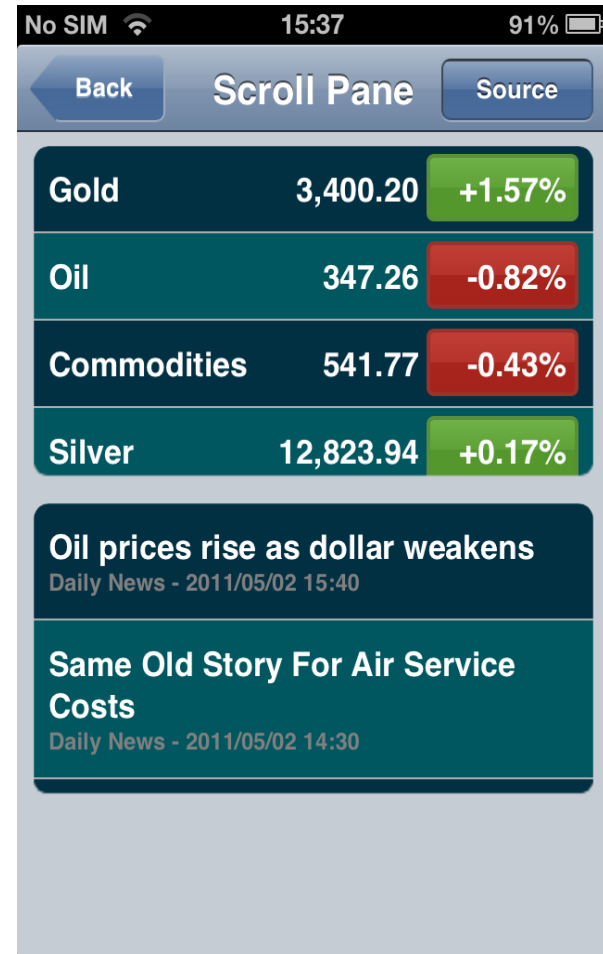 No SIM 15:37 91%
Back Scroll Pane Source
Gold 3,400.20 +1.57%
Oil 347.26 -0.82%
Commodities 541.77 -0.43%
Silver 12,823.94 +0.17%
Oil prices rise as dollar weakens
Daily News - 2011/05/02 15:40
Same Old Story For Air Service
Costs
Daily News - 2011/05/02 14:30